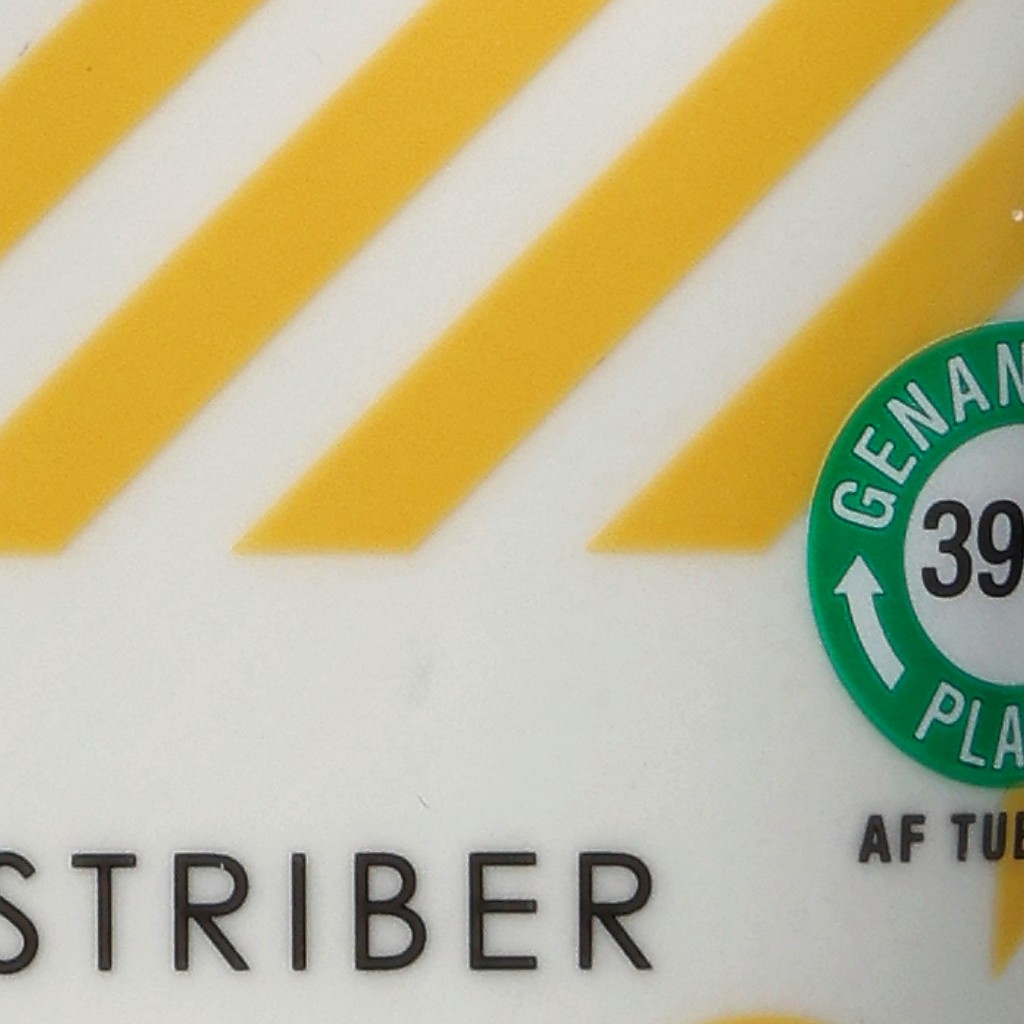 GENAN
39
PLA
AF TUB
STRIBER